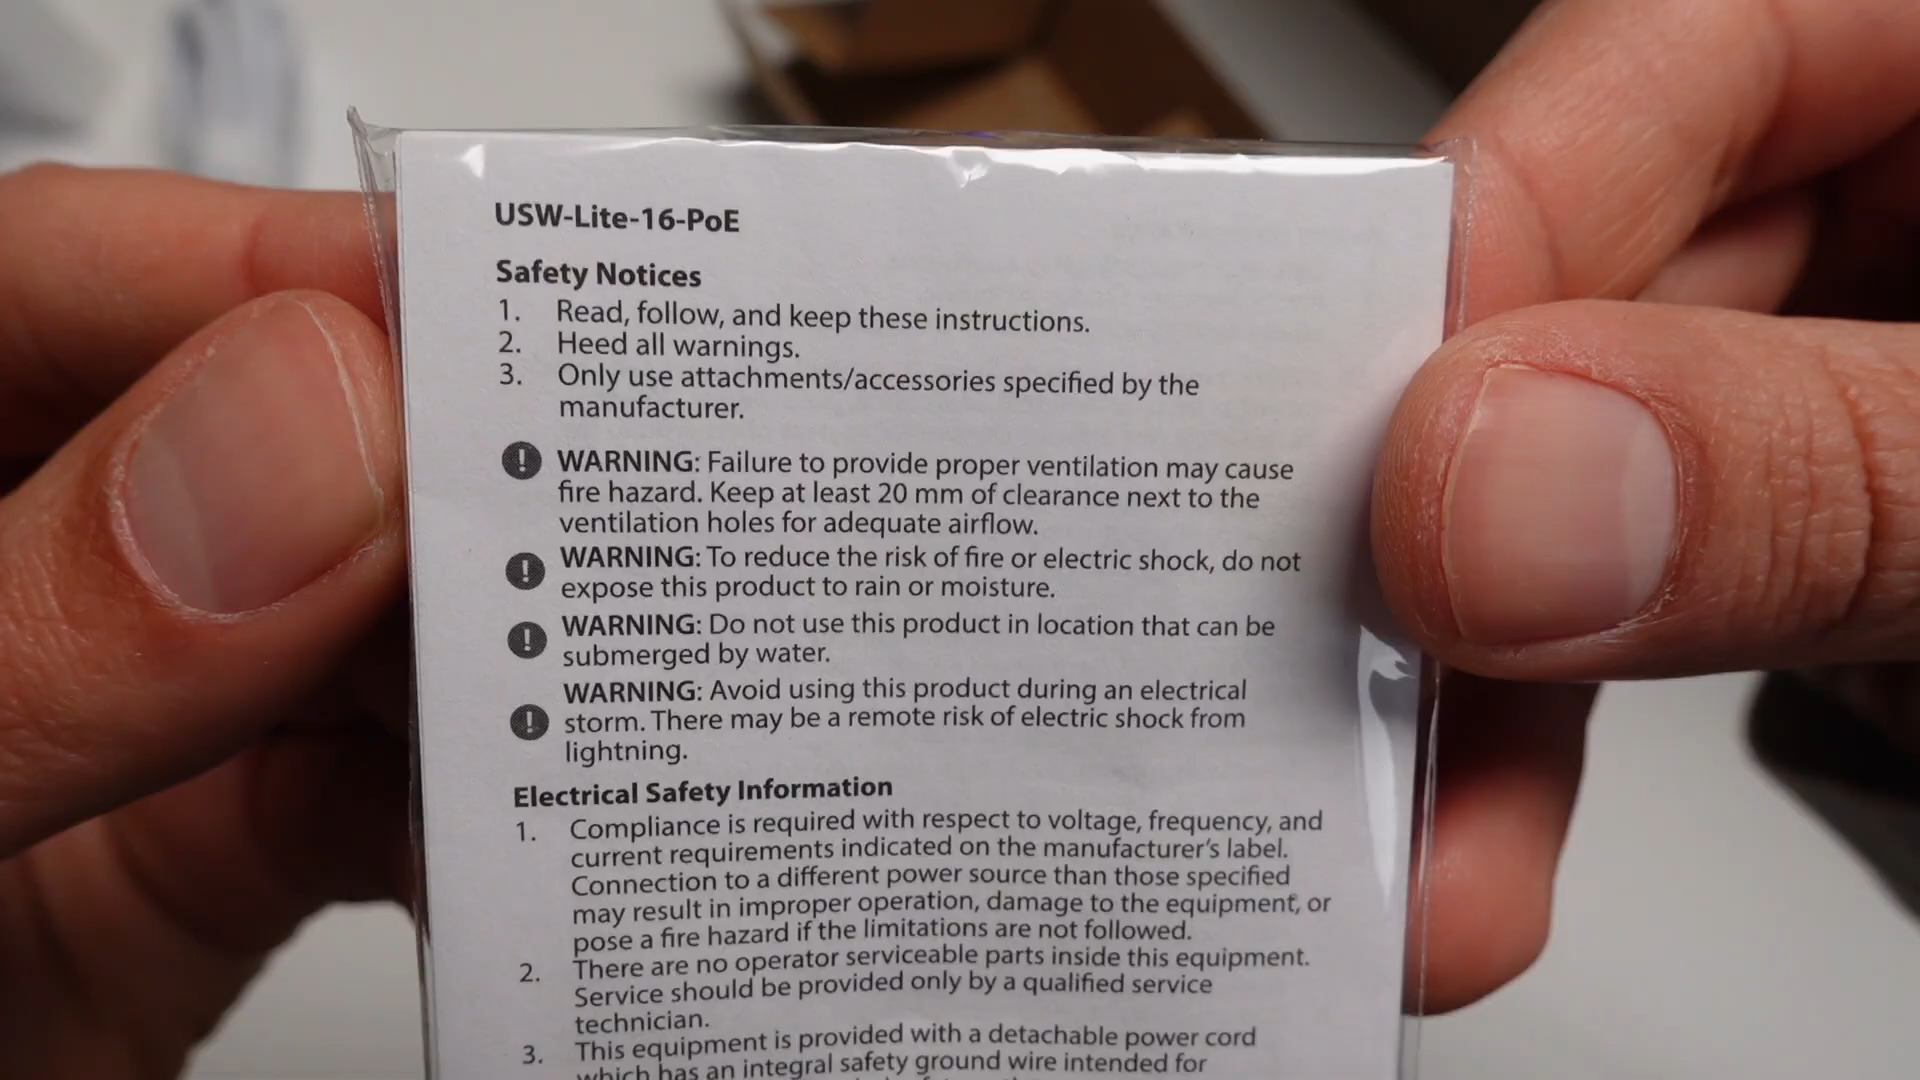 USW-Lite-16-PoE
Safety Notices
1. Read, follow, and keep these instructions.
2. Heed all warnings.
3. Only use attachments/accessories specified by the
manufacturer.
WARNING: Failure to provide proper ventilation may cause
fire hazard. Keep at least 20 mm of clearance next to the
ventilation holes for adequate airflow.
WARNING: To reduce the risk of fire or electric shock, do not
expose this product to rain or moisture.
WARNING: Do not use this product in location that can be
submerged by water.
WARNING: Avoid using this product during an electrical
storm. There may be a remote risk of electric shock from
lightning.
Electrical Safety Information
1. Compliance is required with respect to voltage, frequency, and
current requirements indicated on the manufacturer's label.
Connection to a different power source than those specified
may result in improper operation, damage to the equipment, or
pose a fire hazard if the limitations are not followed.
2. There are no operator serviceable parts inside this equipment.
Service should be provided only by a qualified service
technician.
3. This equipment is provided with a detachable power cord
which has an integral safety ground wire intended for